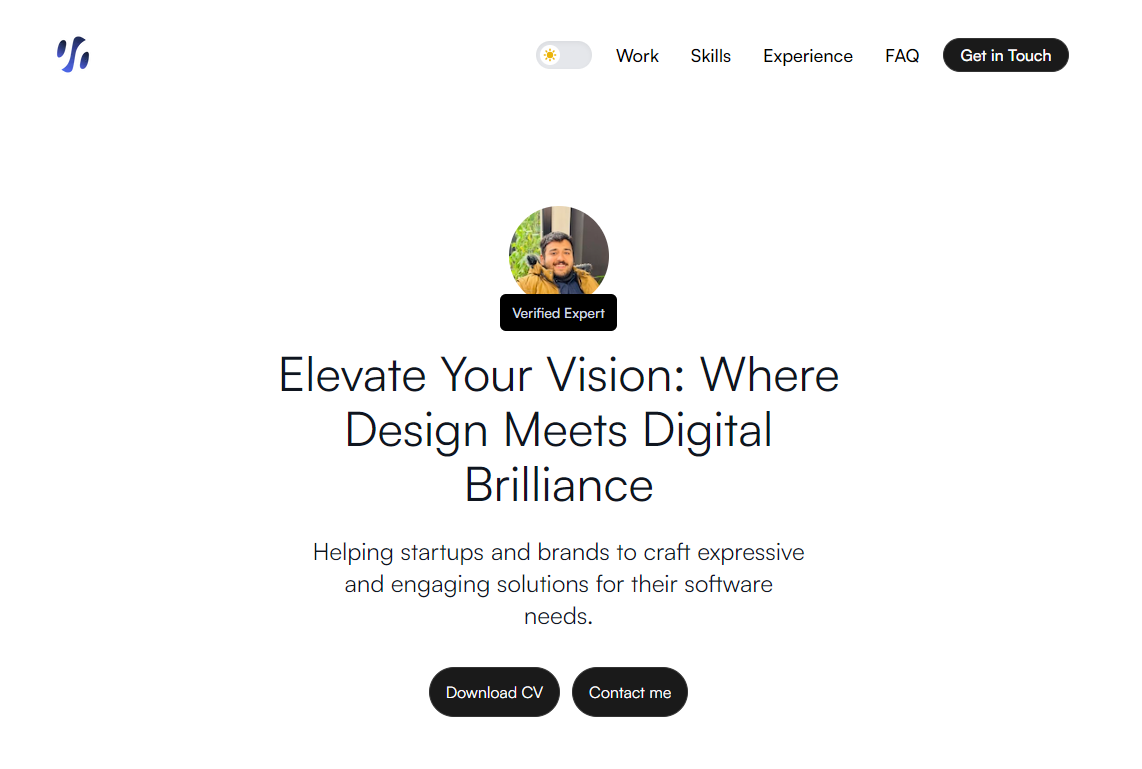 Work Skills Experience FAQ Get in Touch
Verified Expert
Elevate Your Vision: Where
Design Meets Digital
Brilliance
Helping startups and brands to craft expressive
and engaging solutions for their software
needs.
Download CV Contact me